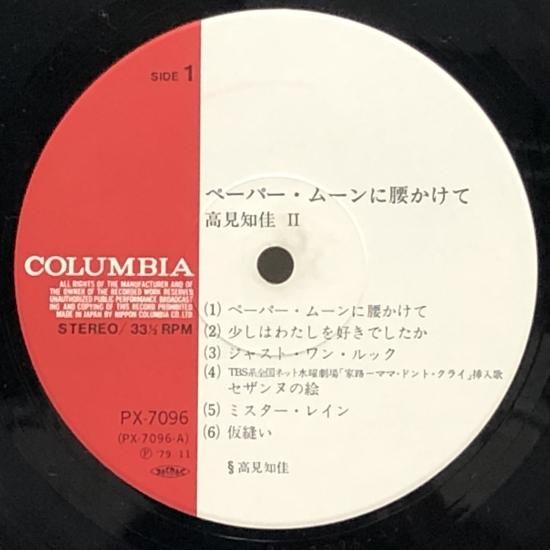 SIDE 1
ペーパー・ムーンに腰かけて
高見知佳 II
COLUMBIA
ALL RIGHTS OF THE MANUFACTURER AND OF
THE OWNER OF THE RECORDED WORK RESERVED
UNAUTHORIZED PUBLIC PERFORMANCE BROADCAST
ING AND COPYING OF THIS RECORD PROHIBITED
MADE IN JAPAN BY NIPPON COLUMBIA CO. LTD.
STEREO/33⅓ RPM
(1) ペーパー・ムーンに腰かけて
(2) 少しはわたしを好きでしたか
(3) ジャスト・ワン・ルック
(4) TBS系全国ネット水曜劇場「家路－ママ・ドント・クライ」挿入歌
セザンヌの絵
(5) ミスター・レイン
(6) 仮縫い
§高見知佳
PX-7096
(PX-7096-A)
Ⓟ '79 11